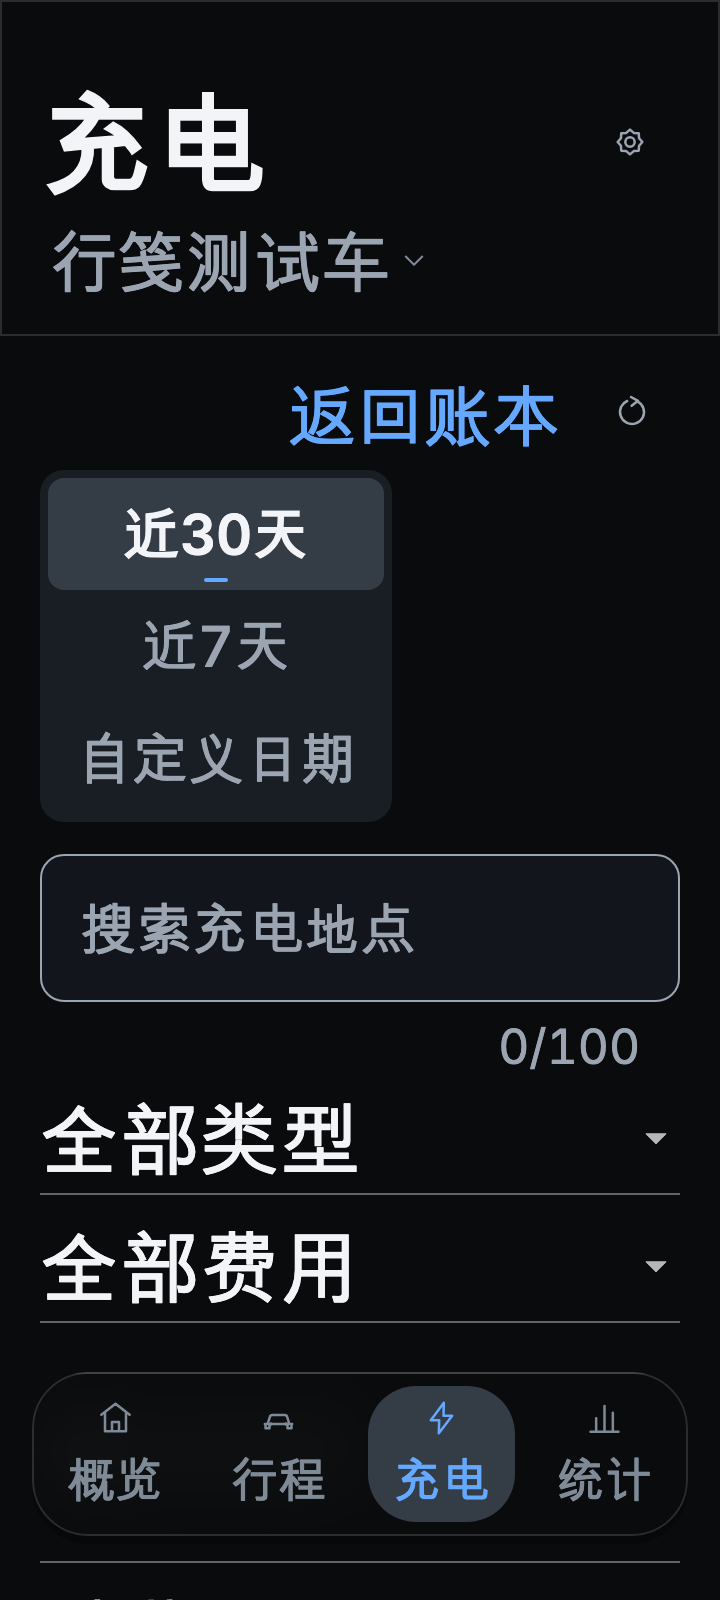 充电
行笺测试车
返回账本
近30天
近7天
自定义日期
搜索充电地点
0/100
全部类型
全部费用
概览 行程 充电 统计